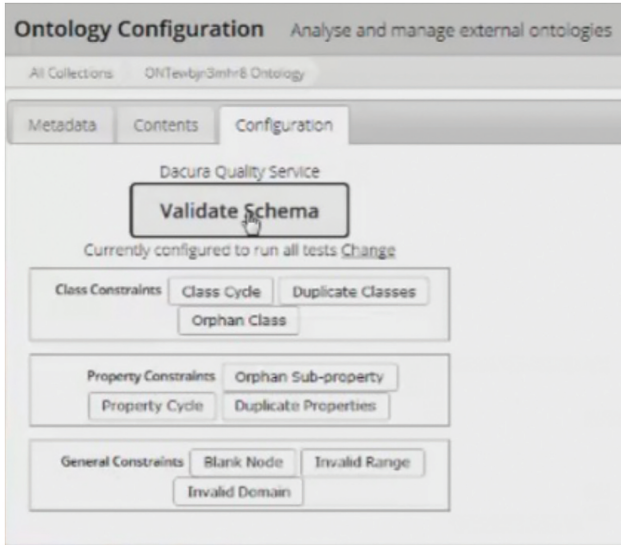 Ontology Configuration Analyse and manage external ontologies
All Collections
Ontology
Metadata Contents Configuration
Dacura Quality Service
Validate Schema
Currently configured to run all tests Change
Class Constraints Class Cycle Duplicate Classes
Orphan Class
Property Constraints Orphan Sub-property
Property Cycle Duplicate Properties
General Constraints Blank Node Invalid Range
Invalid Domain